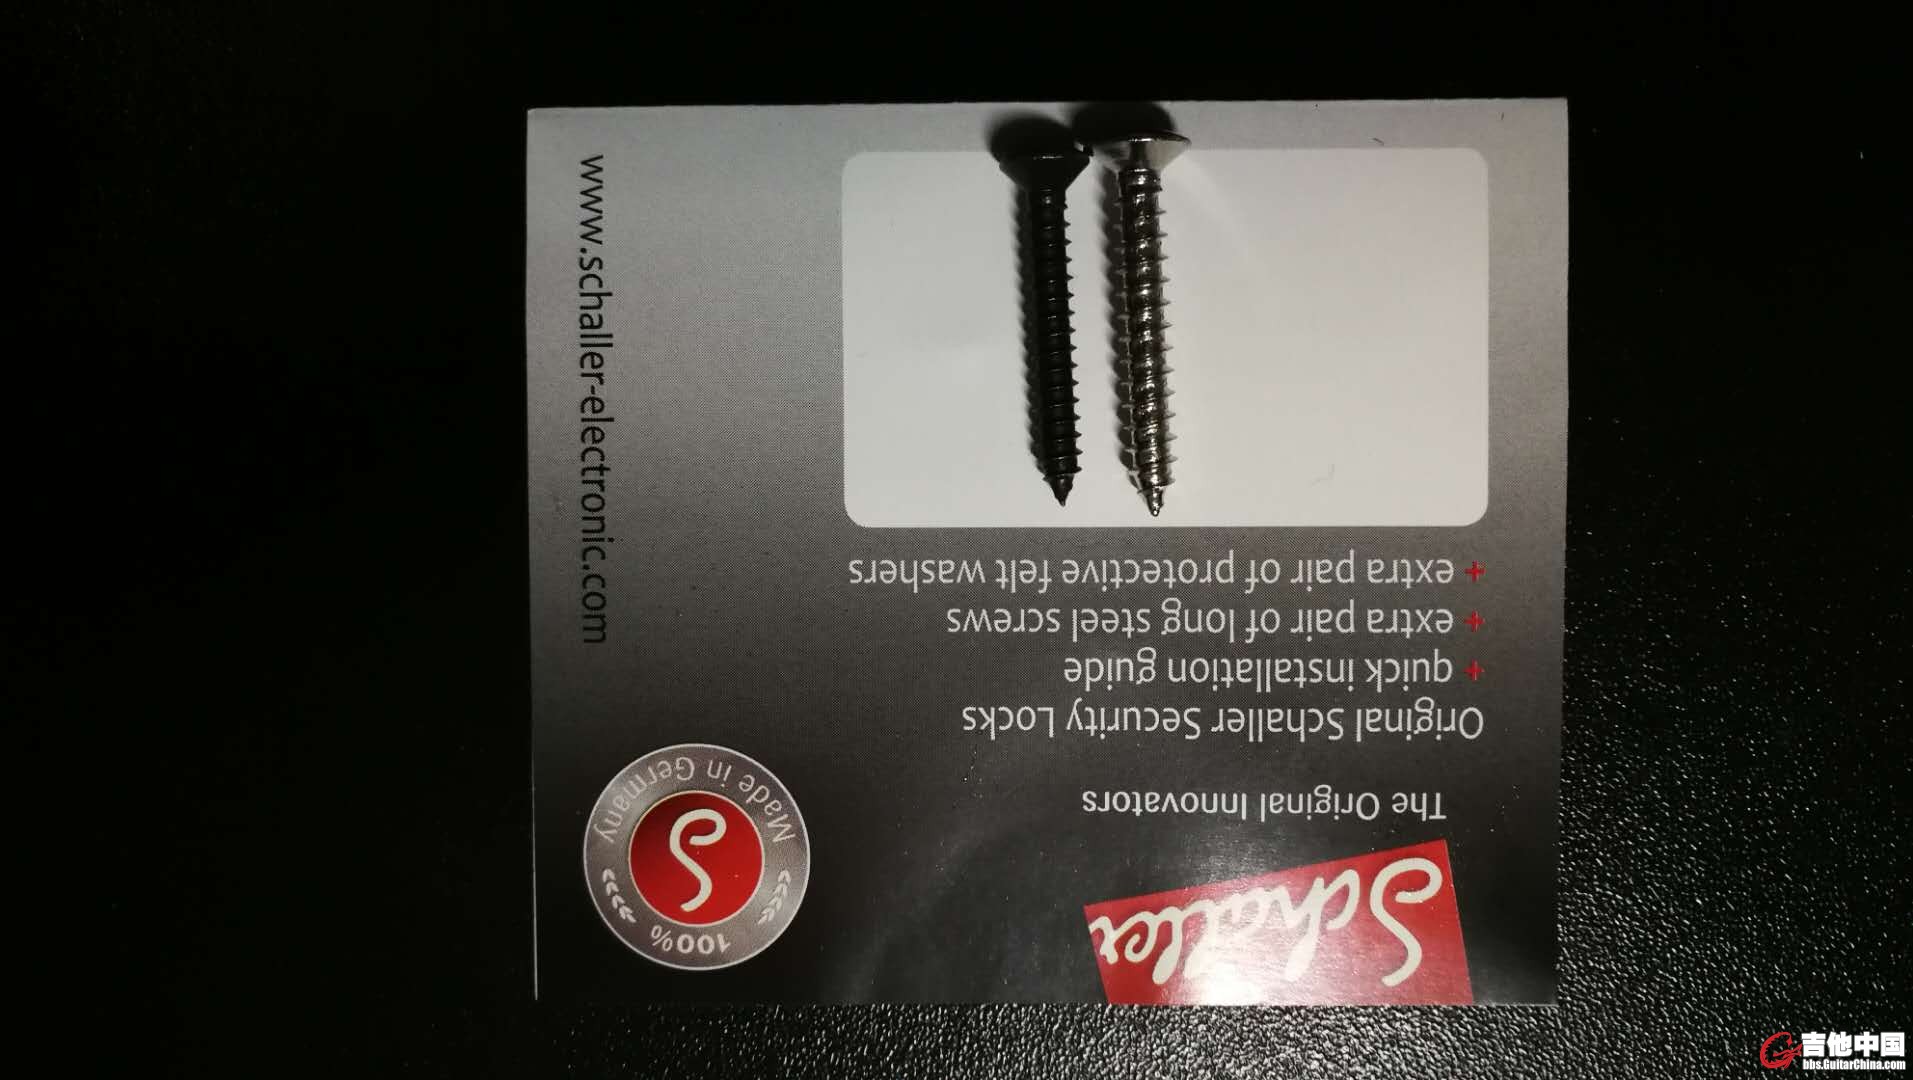 Schaller
The Original Innovators
Original Schaller Security Locks
+ quick installation guide
+ extra pair of long steel screws
+ extra pair of protective felt washers
100%
S
Made in Germany
www.schaller-electronic.com
吉他中国
bbs.GuitarChina.com